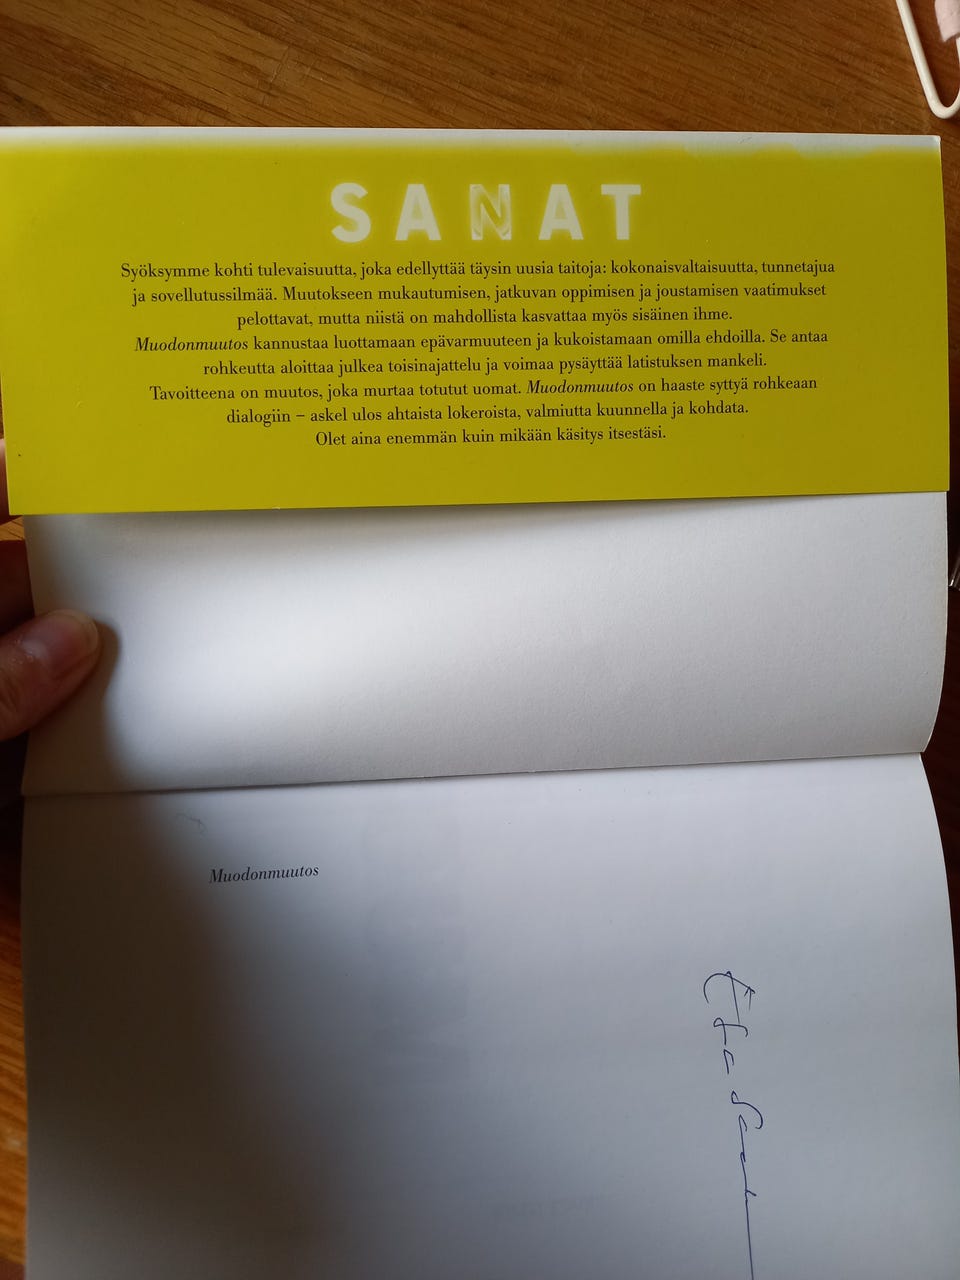 SANAT
Syöksymme kohti tulevaisuutta, joka edellyttää täysin uusia taitoja: kokonaisvaltaisuutta, tunnetajua
ja sovellutussilmää. Muutokseen mukautumisen, jatkuvan oppimisen ja joustamisen vaatimukset
pelottavat, mutta niistä on mahdollista kasvattaa myös sisäinen ihme.
Muodonmuutos kannustaa luottamaan epävarmuuteen ja kukoistamaan omilla ehdoilla. Se antaa
rohkeutta aloittaa julkea toisinajattelu ja voimaa pysäyttää latistuksen mankeli.
Tavoitteena on muutos, joka murtaa totutut uomat. Muodonmuutos on haaste syttyä rohkeaan
dialogiin – askel ulos ahtaista lokeroista, valmiutta kuunnella ja kohdata.
Olet aina enemmän kuin mikään käsitys itsestäsi.
Muodonmuutos